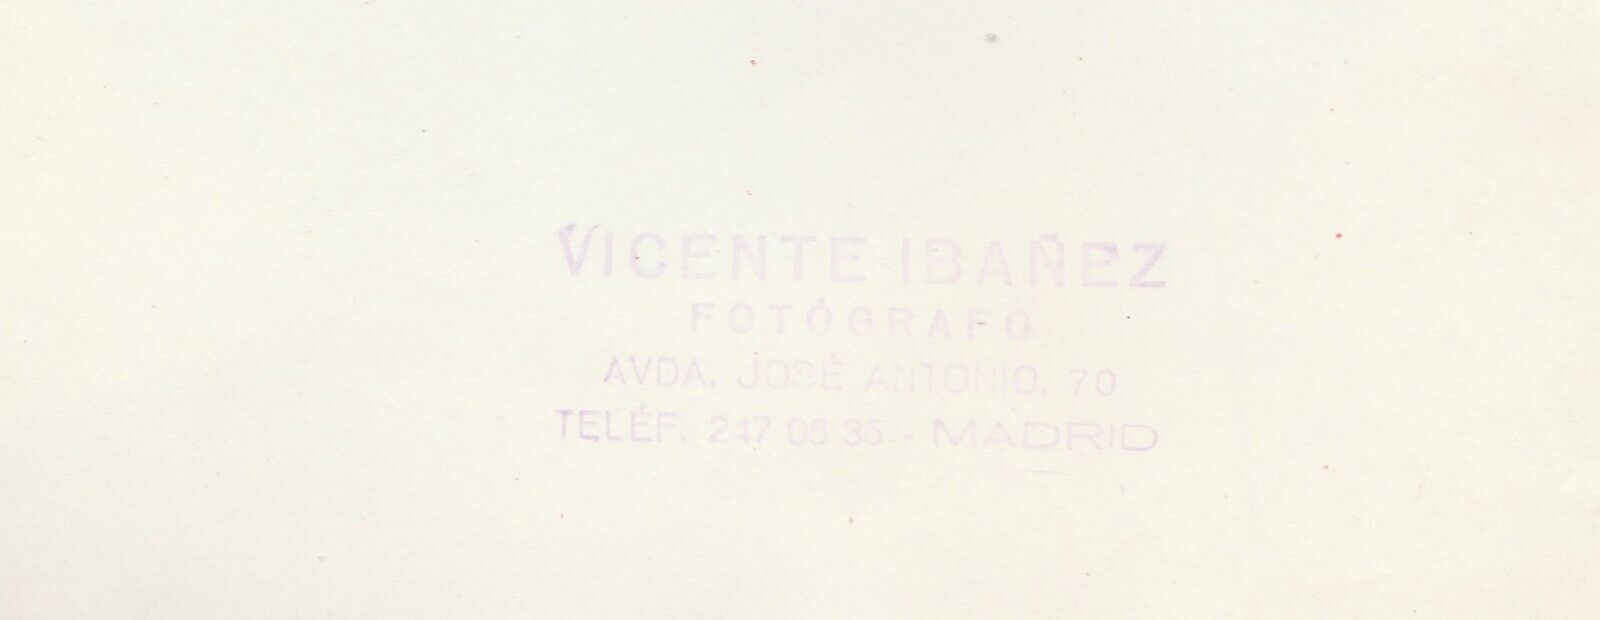 VICENTE IBAÑEZ
FOTÓGRAFO
AVDA. JOSÉ ANTONIO, 70
TELÉF. 247 05 35 - MADRID